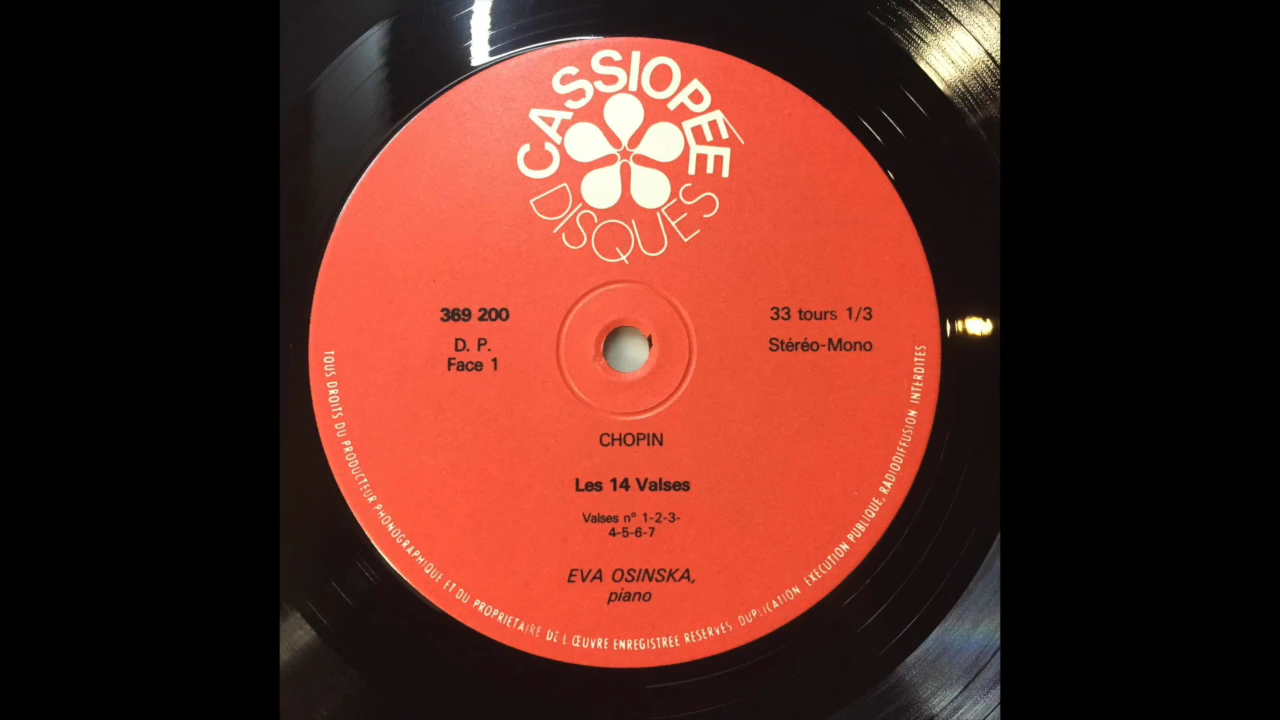 CASSIOPÉE
DISQUES
369 200
D. P.
Face 1
33 tours 1/3
Stéréo-Mono
CHOPIN
Les 14 Valses
Valses n° 1-2-3-
4-5-6-7
EVA OSINSKA,
piano
TOUS DROITS DU PRODUCTEUR PHONOGRAPHIQUE ET DU PROPRIETAIRE DE L ŒUVRE ENREGISTREE RESERVES DUPLICATION EXECUTION PUBLIQUE, RADIODIFFUSION INTERDITES